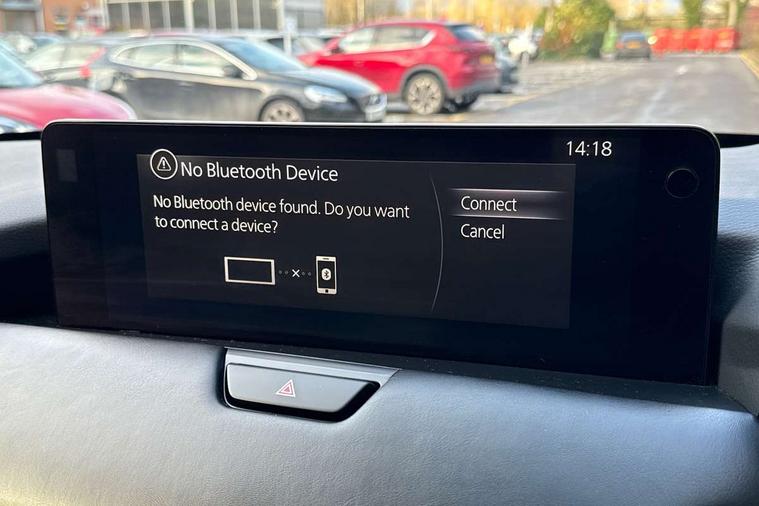 14:18
No Bluetooth Device
No Bluetooth device found. Do you want
to connect a device?
Connect
Cancel